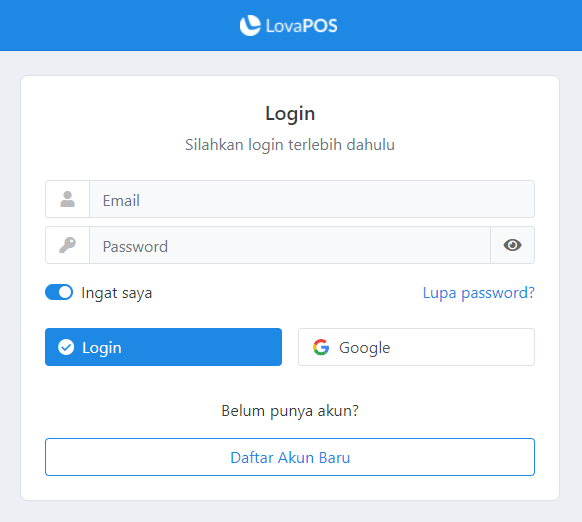 LovaPOS
Login
Silahkan login terlebih dahulu
Email
Password
Ingat saya
Lupa password?
Login
Google
Belum punya akun?
Daftar Akun Baru